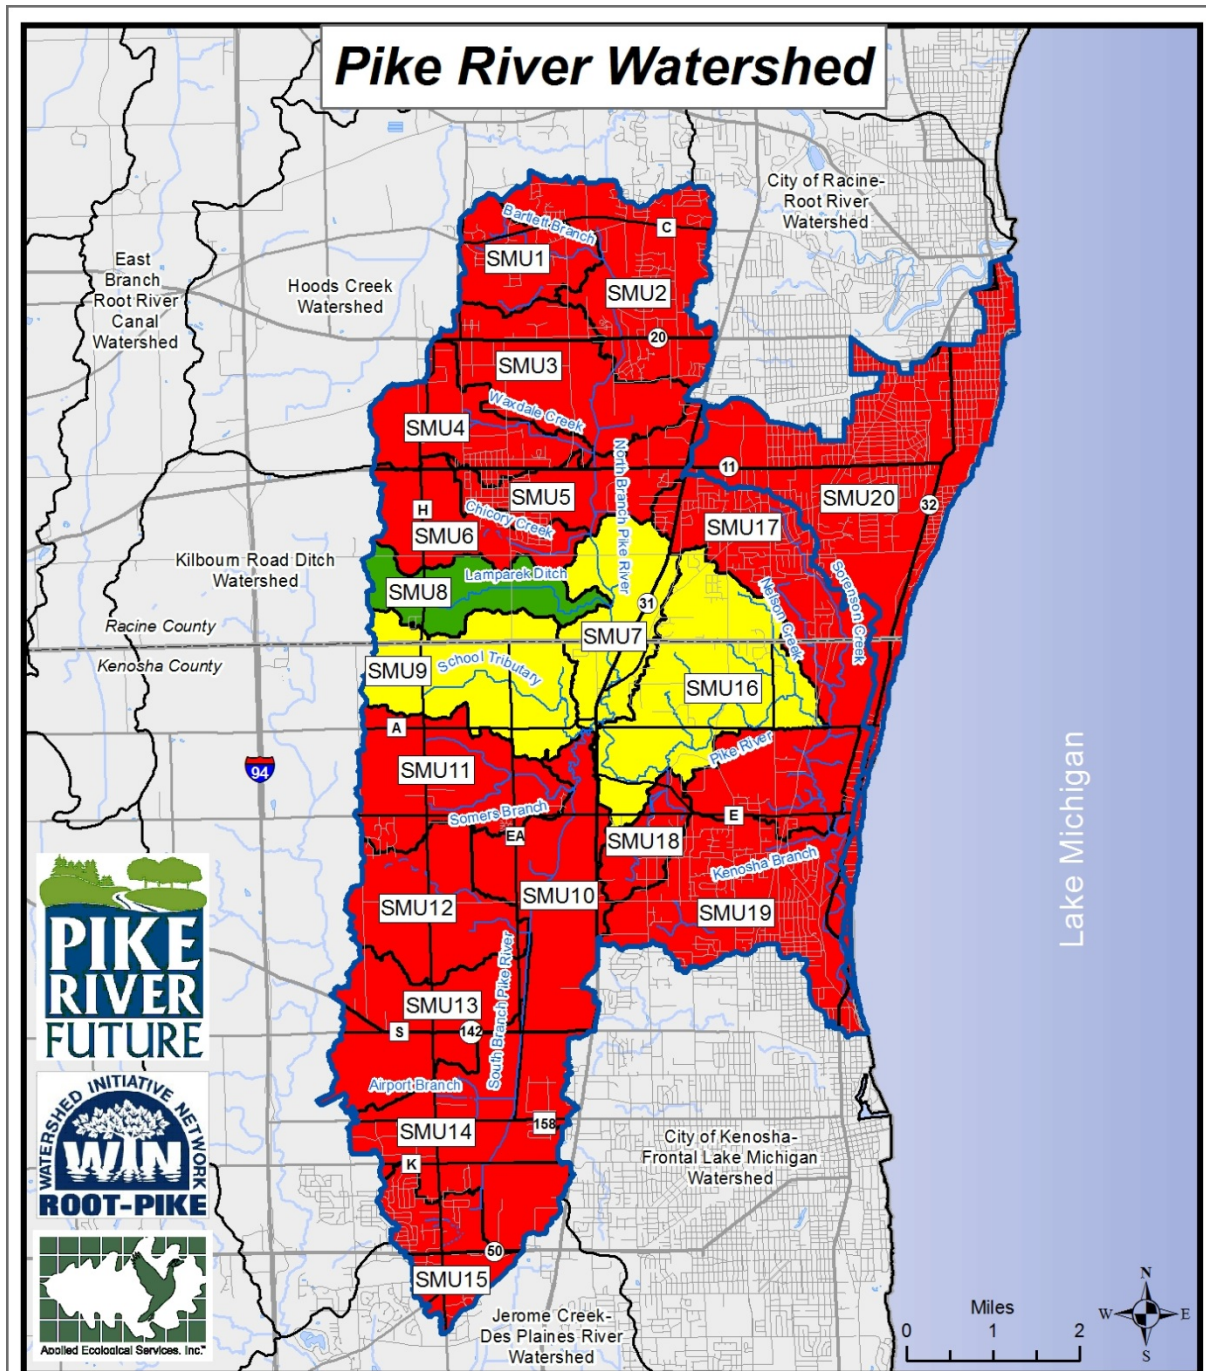 Pike River Watershed
City of Racine-
Root River
Watershed
Bartlett Branch
C
SMU1
East
Branch
Root River
Canal
Watershed
Hoods Creek
Watershed
SMU2
20
SMU3
Waxdale Creek
SMU4
North Branch Pike River
11
SMU5
SMU20
32
H
Chicory Creek
SMU6
SMU17
Kilbourn Road Ditch
Watershed
Lamparek Ditch
SMU8
31
Nelson Creek
Sorenson Creek
Racine County
Kenosha County
SMU7
SMU9
School Tributary
SMU16
A
Pike River
94
SMU11
Somers Branch
EA
E
SMU18
Kenosha Branch
Lake Michigan
SMU12
SMU10
SMU19
South Branch Pike River
SMU13
S
142
Airport Branch
158
SMU14
K
City of Kenosha-
Frontal Lake Michigan
Watershed
50
SMU15
Jerome Creek-
Des Plaines River
Watershed
PIKE
RIVER
FUTURE
WATERSHED INITIATIVE NETWORK
WIN
ROOT-PIKE
Applied Ecological Services, Inc.™
Miles
0 1 2
N
W E
S